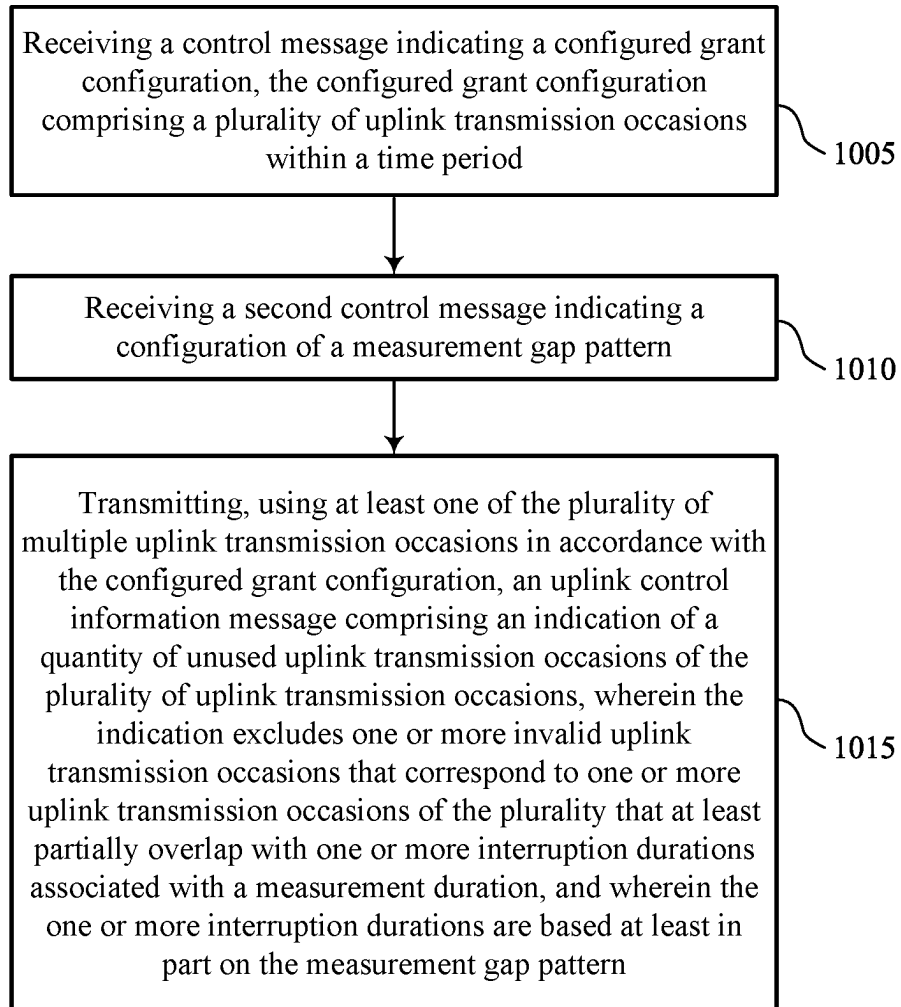 Receiving a control message indicating a configured grant
configuration, the configured grant configuration
comprising a plurality of uplink transmission occasions
within a time period
1005
Receiving a second control message indicating a
configuration of a measurement gap pattern
1010
Transmitting, using at least one of the plurality of
multiple uplink transmission occasions in accordance with
the configured grant configuration, an uplink control
information message comprising an indication of a
quantity of unused uplink transmission occasions of the
plurality of uplink transmission occasions, wherein the
indication excludes one or more invalid uplink
transmission occasions that correspond to one or more
uplink transmission occasions of the plurality that at least
partially overlap with one or more interruption durations
associated with a measurement duration, and wherein the
one or more interruption durations are based at least in
part on the measurement gap pattern
1015